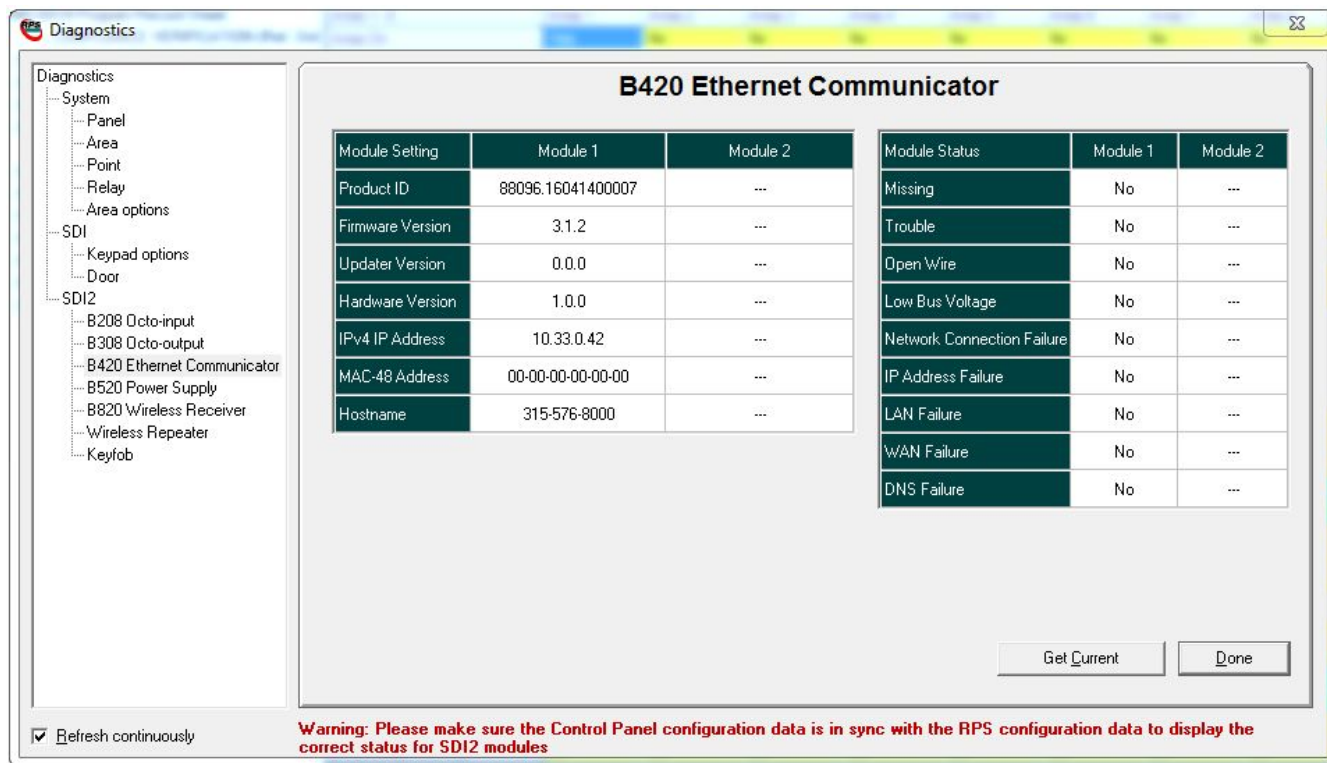 Diagnostics
Diagnostics
System
Panel
Area
Point
Relay
Area options
SDI
Keypad options
Door
SDI2
B208 Octo-input
B308 Octo-output
B420 Ethernet Communicator
B520 Power Supply
B820 Wireless Receiver
Wireless Repeater
Keyfob
Refresh continuously
B420 Ethernet Communicator
Module Setting Module 1 Module 2
Product ID 88096.16041400007 ---
Firmware Version 3.1.2 ---
Updater Version 0.0.0 ---
Hardware Version 1.0.0 ---
IPv4 IP Address 10.33.0.42 ---
MAC-48 Address 00-00-00-00-00-00 ---
Hostname 315-576-8000 ---
Module Status Module 1 Module 2
Missing No ---
Trouble No ---
Open Wire No ---
Low Bus Voltage No ---
Network Connection Failure No ---
IP Address Failure No ---
LAN Failure No ---
WAN Failure No ---
DNS Failure No ---
Get Current Done
Warning: Please make sure the Control Panel configuration data is in sync with the RPS configuration data to display the
correct status for SDI2 modules